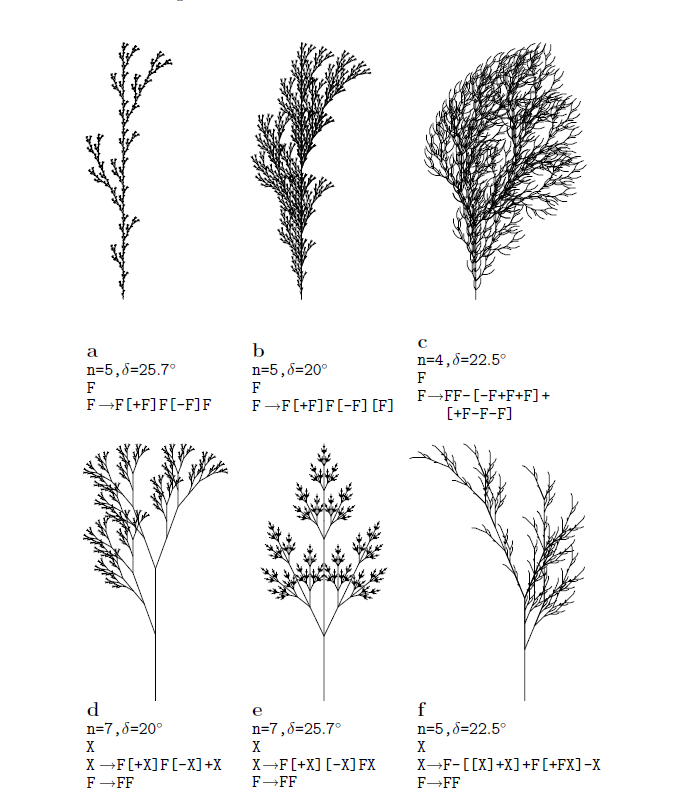 a
n=5,δ=25.7°
F
F→F[+F]F[-F]F
b
n=5,δ=20°
F
F→F[+F]F[-F][F]
c
n=4,δ=22.5°
F
F→FF-[-F+F+F]+
[+F-F-F]
d
n=7,δ=20°
X
X→F[+X]F[-X]+X
F→FF
e
n=7,δ=25.7°
X
X→F[+X][-X]FX
F→FF
f
n=5,δ=22.5°
X
X→F-[[X]+X]+F[+FX]-X
F→FF